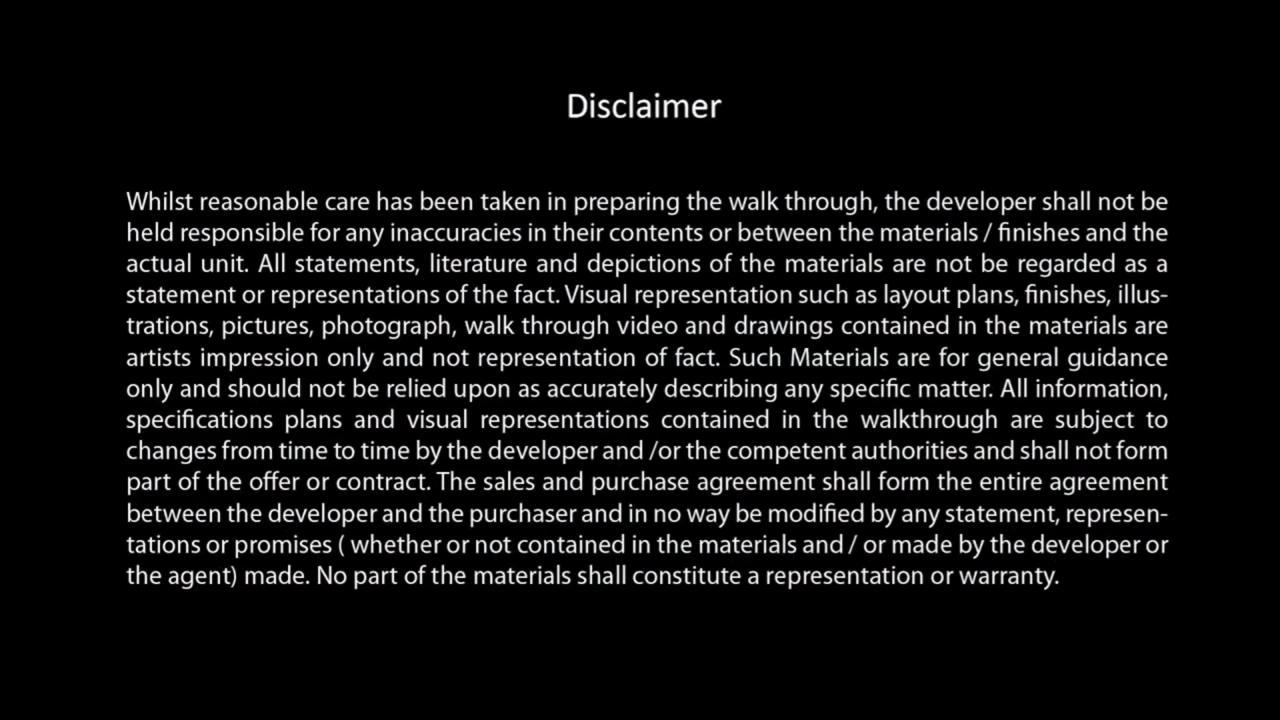 Disclaimer
Whilst reasonable care has been taken in preparing the walk through, the developer shall not be
held responsible for any inaccuracies in their contents or between the materials / finishes and the
actual unit. All statements, literature and depictions of the materials are not be regarded as a
statement or representations of the fact. Visual representation such as layout plans, finishes, illus-
trations, pictures, photograph, walk through video and drawings contained in the materials are
artists impression only and not representation of fact. Such Materials are for general guidance
only and should not be relied upon as accurately describing any specific matter. All information,
specifications plans and visual representations contained in the walkthrough are subject to
changes from time to time by the developer and /or the competent authorities and shall not form
part of the offer or contract. The sales and purchase agreement shall form the entire agreement
between the developer and the purchaser and in no way be modified by any statement, represen-
tations or promises ( whether or not contained in the materials and / or made by the developer or
the agent) made. No part of the materials shall constitute a representation or warranty.